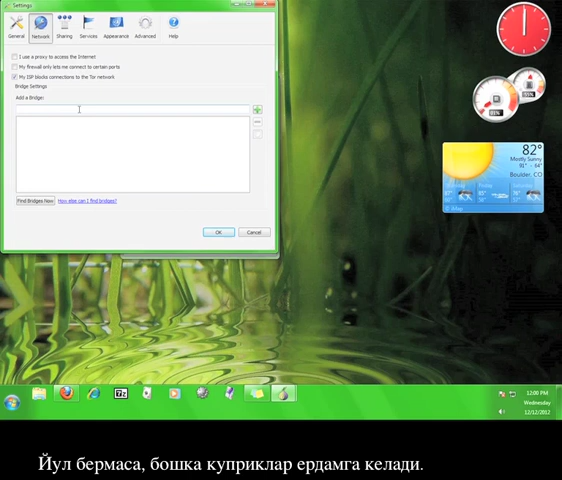 Settings
General Network Sharing Services Appearance Advanced Help
I use a proxy to access the Internet
My firewall only lets me connect to certain ports
My ISP blocks connections to the Tor network
Bridge Settings
Add a Bridge:
Find Bridges Now How else can I find bridges?
OK Cancel
82°
Mostly Sunny
91° - 64°
Boulder, CO
12:00 PM
Wednesday
12/12/2012
Йул бермаса, бошка куприклар ердамга келади.